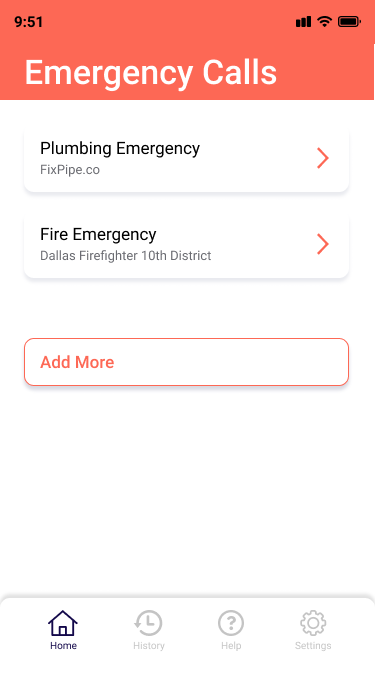 9:51
Emergency Calls
Plumbing Emergency
FixPipe.co
Fire Emergency
Dallas Firefighter 10th District
Add More
Home History Help Settings